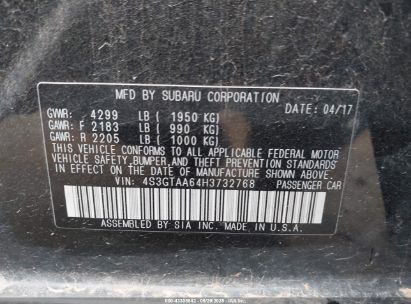 MFD BY SUBARU CORPORATION
GVWR: 4299 LB ( 1950 KG) DATE: 04/17
GAWR: F 2183 LB ( 990 KG)
GAWR: R 2205 LB ( 1000 KG)
THIS VEHICLE CONFORMS TO ALL APPLICABLE FEDERAL MOTOR
VEHICLE SAFETY, BUMPER, AND THEFT PREVENTION STANDARDS
IN EFFECT ON THE DATE OF MANUFACTURE SHOWN ABOVE.
VIN: 4S3GTAA64H3732768 PASSENGER CAR
ASSEMBLED BY SIA INC. IN U.S.A.